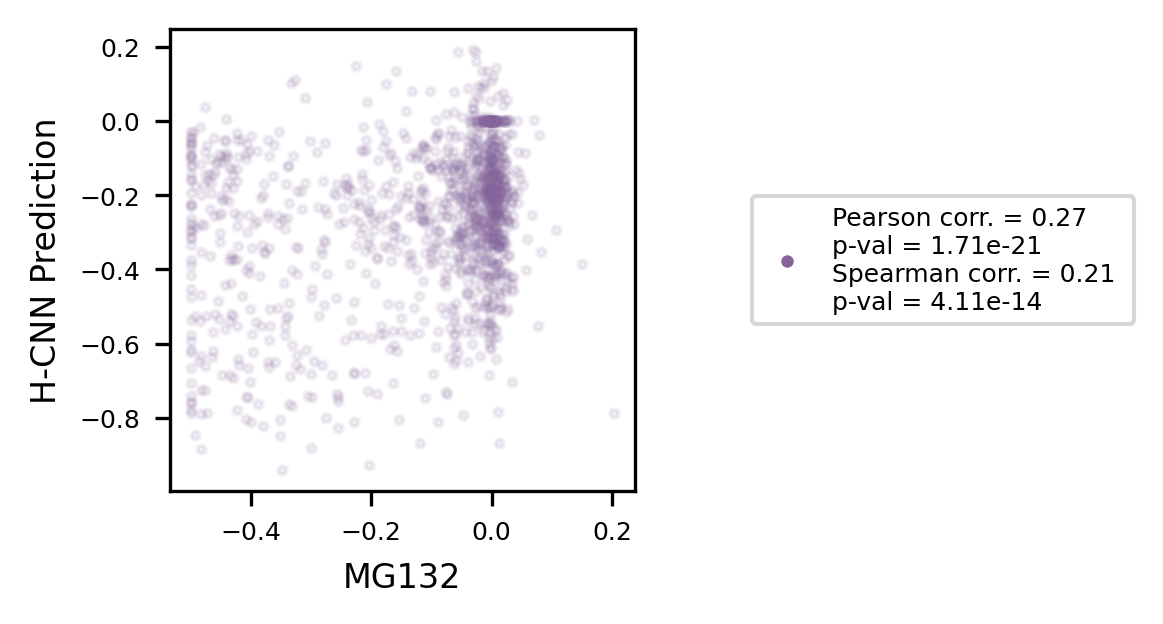 0.2
0.0
−0.2
−0.4
−0.6
−0.8
H-CNN Prediction
−0.4
−0.2
0.0
0.2
MG132
Pearson corr. = 0.27
p-val = 1.71e-21
Spearman corr. = 0.21
p-val = 4.11e-14